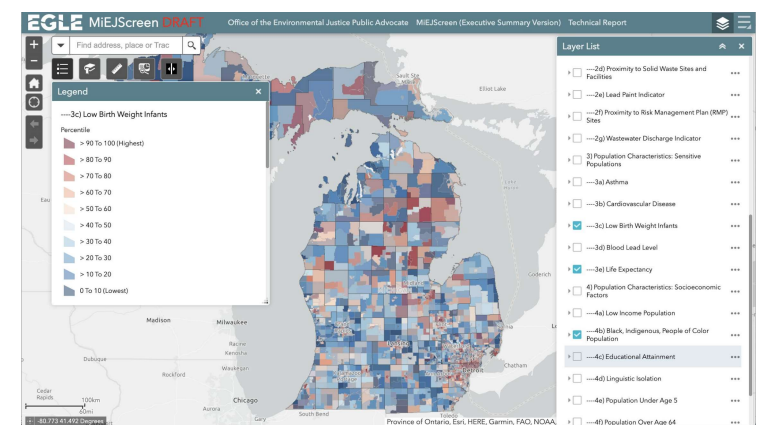 EGLE MiEJScreen DRAFT
Office of the Environmental Justice Public Advocate MiEJScreen (Executive Summary Version) Technical Report
Find address, place or Trac
Legend
----3c) Low Birth Weight Infants
Percentile
> 90 To 100 (Highest)
> 80 To 90
> 70 To 80
> 60 To 70
> 50 To 60
> 40 To 50
> 30 To 40
> 20 To 30
> 10 To 20
0 To 10 (Lowest)
Layer List
----2d) Proximity to Solid Waste Sites and
Facilities
----2e) Lead Paint Indicator
----2f) Proximity to Risk Management Plan (RMP)
Sites
----2g) Wastewater Discharge Indicator
3) Population Characteristics: Sensitive
Populations
----3a) Asthma
----3b) Cardiovascular Disease
----3c) Low Birth Weight Infants
----3d) Blood Lead Level
----3e) Life Expectancy
4) Population Characteristics: Socioeconomic
Factors
----4a) Low Income Population
----4b) Black, Indigenous, People of Color
Population
----4c) Educational Attainment
----4d) Linguistic Isolation
----4e) Population Under Age 5
----4f) Population Over Age 64
Sault Ste
Elliot Lake
Lake
Huron
Eau
Goderich
Madison
Milwaukee
Racine
Kenosha
Dubuque
Waukegan
Rockford
Chatham
Detroit
Cedar
Rapids
Chicago
Aurora
Gary
South Bend
Toledo
100km
60mi
-80.773 41.492 Degrees
Province of Ontario, Esri, HERE, Garmin, FAO, NOAA,